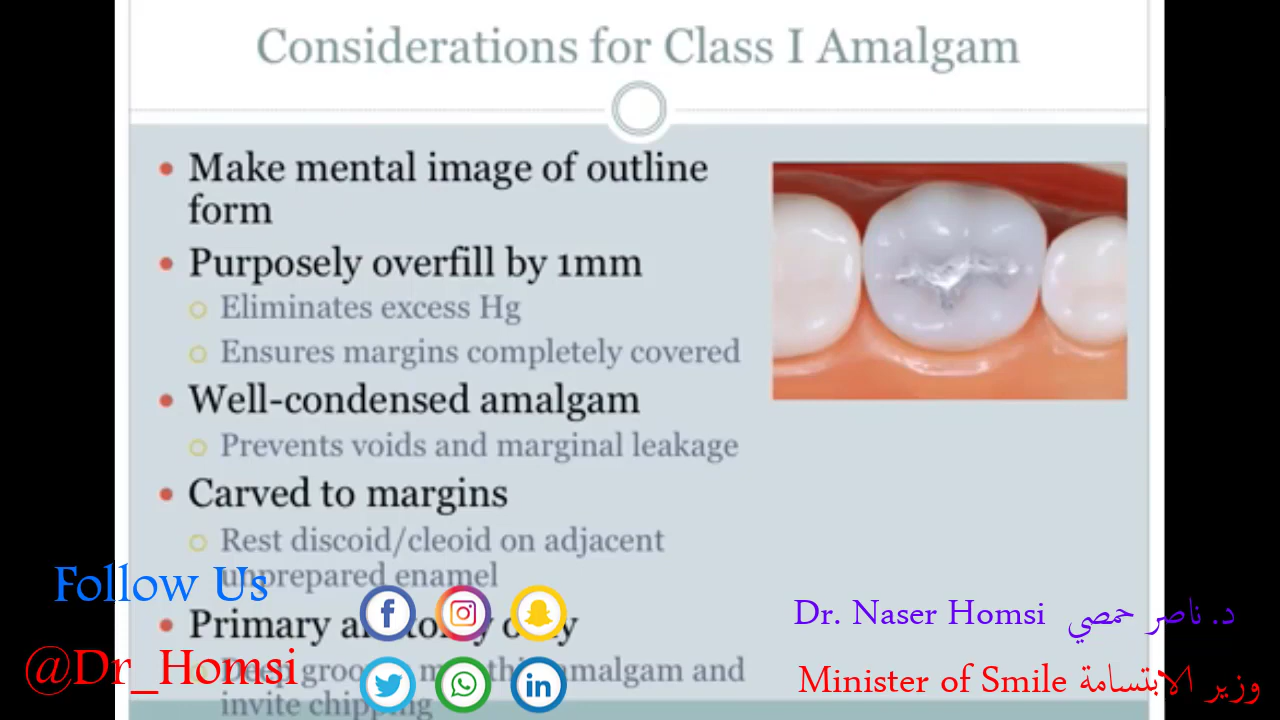 Considerations for Class I Amalgam
Make mental image of outline
form
Purposely overfill by 1mm
Eliminates excess Hg
Ensures margins completely covered
Well-condensed amalgam
Prevents voids and marginal leakage
Carved to margins
Rest discoid/cleoid on adjacent
unprepared enamel
Primary only
Deep amalgam and
invite chipping
Follow Us
@Dr_Homsi
Dr. Naser Homsi د. ناصر حمصي
Minister of Smile وزير الابتسامة